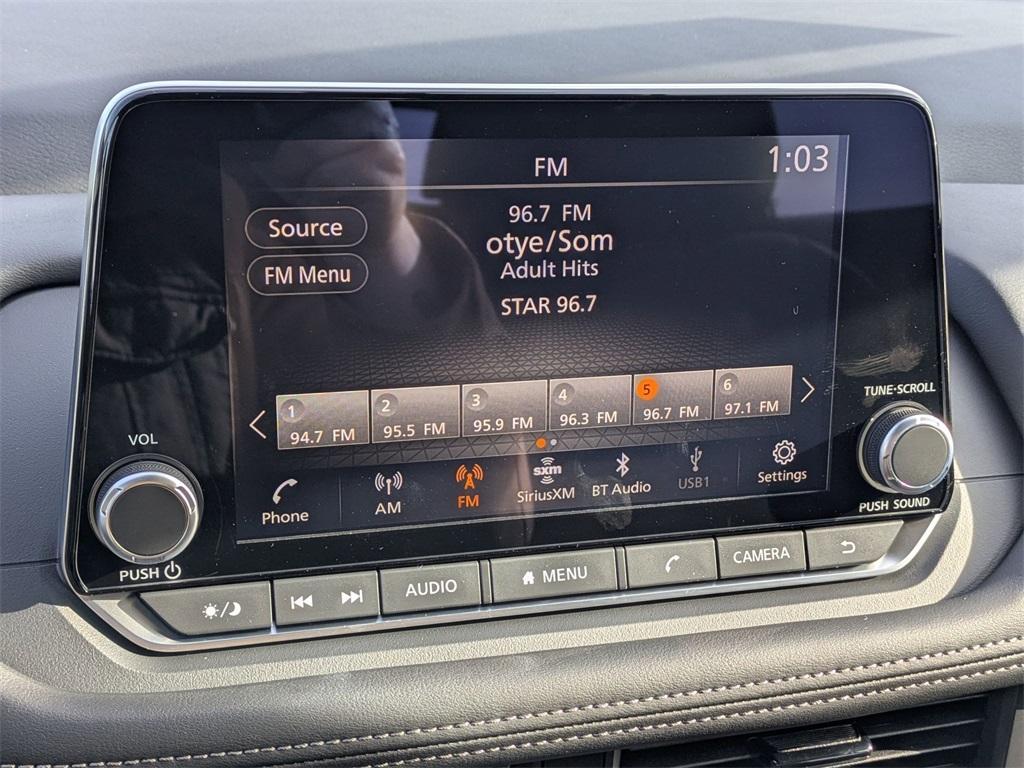 FM
1:03
Source
FM Menu
96.7 FM
otye/Som
Adult Hits
STAR 96.7
1 2 3 4 5 6
94.7 FM 95.5 FM 95.9 FM 96.3 FM 96.7 FM 97.1 FM
Phone
AM
FM
sxm
SiriusXM
BT Audio
USB1
Settings
VOL
PUSH
TUNE·SCROLL
PUSH SOUND
AUDIO
MENU
CAMERA